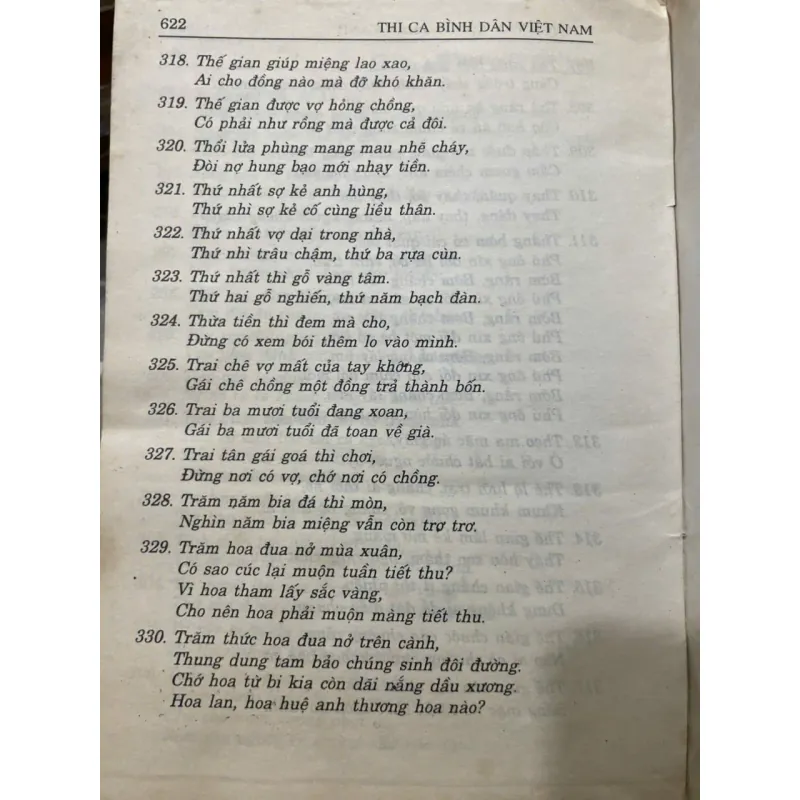 622
THI CA BÌNH DÂN VIỆT NAM
318. Thế gian giúp miệng lao xao,
Ai cho đồng nào mà đỡ khó khăn.
319. Thế gian được vợ hỏng chồng,
Có phải như rồng mà được cả đôi.
320. Thổi lửa phùng mang mau nhẽ cháy,
Đòi nợ hung bạo mới nhạy tiền.
321. Thứ nhất sợ kẻ anh hùng,
Thứ nhì sợ kẻ cố cùng liều thân.
322. Thứ nhất vợ dại trong nhà,
Thứ nhì trâu chậm, thứ ba rựa cùn.
323. Thứ nhất thì gỗ vàng tâm.
Thứ hai gỗ nghiến, thứ năm bạch đàn.
324. Thừa tiền thì đem mà cho,
Đừng có xem bói thêm lo vào mình.
325. Trai chê vợ mất của tay không,
Gái chê chồng một đồng trả thành bốn.
326. Trai ba mươi tuổi đang xoan,
Gái ba mươi tuổi đã toan về già.
327. Trai tân gái goá thì chơi,
Đừng nơi có vợ, chớ nơi có chồng.
328. Trăm năm bia đá thì mòn,
Nghìn năm bia miệng vẫn còn trợ trơ.
329. Trăm hoa đua nở mùa xuân,
Có sao cúc lại muộn tuần tiết thu?
Vì hoa tham lấy sắc vàng,
Cho nên hoa phải muộn màng tiết thu.
330. Trăm thức hoa đua nở trên cành,
Thung dung tam bảo chúng sinh đôi đường.
Chớ hoa từ bi kia còn dãi nắng dầu xương.
Hoa lan, hoa huệ anh thương hoa nào?